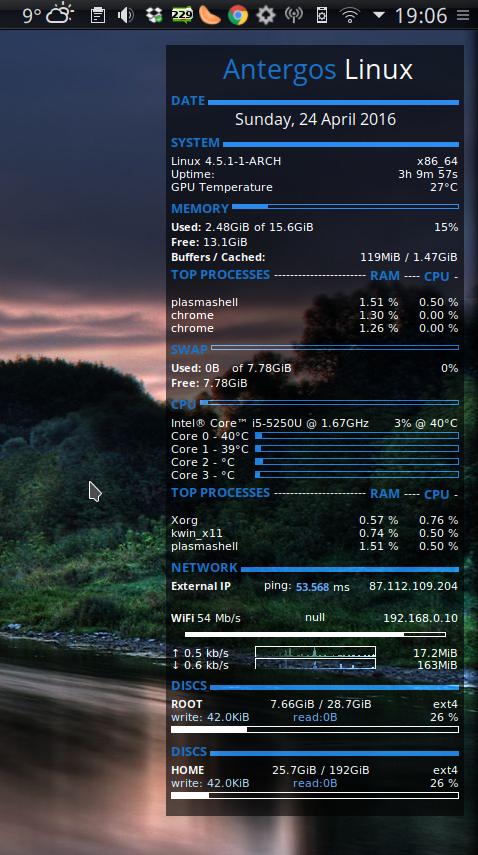 9° 229 19:06
Antergos Linux
DATE
Sunday, 24 April 2016
SYSTEM
Linux 4.5.1-1-ARCH x86_64
Uptime: 3h 9m 57s
GPU Temperature 27°C
MEMORY
Used: 2.48GiB of 15.6GiB 15%
Free: 13.1GiB
Buffers / Cached: 119MiB / 1.47GiB
TOP PROCESSES ----------------------- RAM ---- CPU -
plasmashell 1.51 % 0.50 %
chrome 1.30 % 0.00 %
chrome 1.26 % 0.00 %
SWAP
Used: 0B of 7.78GiB 0%
Free: 7.78GiB
CPU
Intel® Core™ i5-5250U @ 1.67GHz 3% @ 40°C
Core 0 - 40°C
Core 1 - 39°C
Core 2 - °C
Core 3 - °C
TOP PROCESSES ----------------------- RAM ---- CPU -
Xorg 0.57 % 0.76 %
kwin_x11 0.74 % 0.50 %
plasmashell 1.51 % 0.50 %
NETWORK
External IP ping: 53.568 ms 87.112.109.204
WiFi 54 Mb/s null 192.168.0.10
↑ 0.5 kb/s 17.2MiB
↓ 0.6 kb/s 163MiB
DISCS
ROOT 7.66GiB / 28.7GiB ext4
write: 42.0KiB read:0B 26 %
DISCS
HOME 25.7GiB / 192GiB ext4
write: 42.0KiB read:0B 26 %